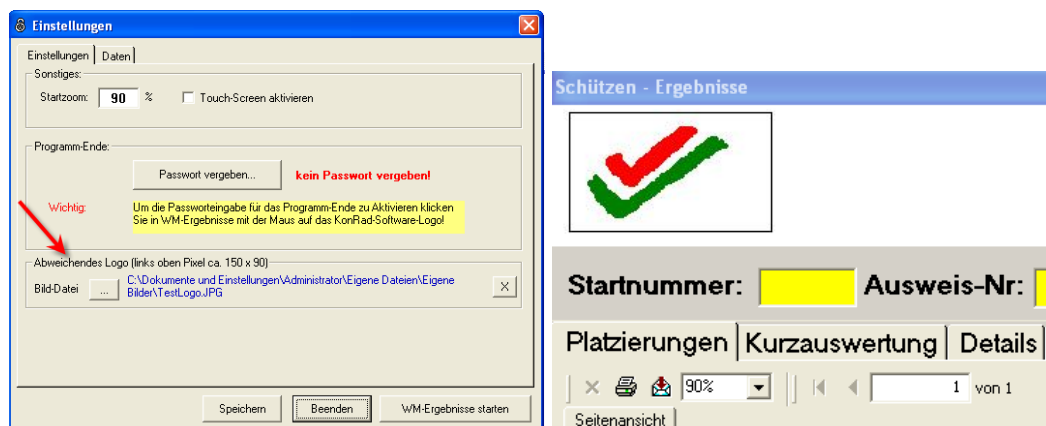 Einstellungen
Einstellungen Daten
Sonstiges:
Startzoom: 90 % Touch-Screen aktivieren
Programm-Ende:
Passwort vergeben... kein Passwort vergeben!
Wichtig: Um die Passworteingabe für das Programm-Ende zu Aktivieren klicken
Sie in WM-Ergebnisse mit der Maus auf das KonRad-Software-Logo!
Abweichendes Logo (links oben Pixel ca. 150 x 90)
Bild-Datei ... C:\Dokumente und Einstellungen\Administrator\Eigene Dateien\Eigene
Bilder\TestLogo.JPG X
Speichern Beenden WM-Ergebnisse starten
Schützen - Ergebnisse
Startnummer: Ausweis-Nr:
Platzierungen Kurzauswertung Details
90% 1 von 1
Seitenansicht